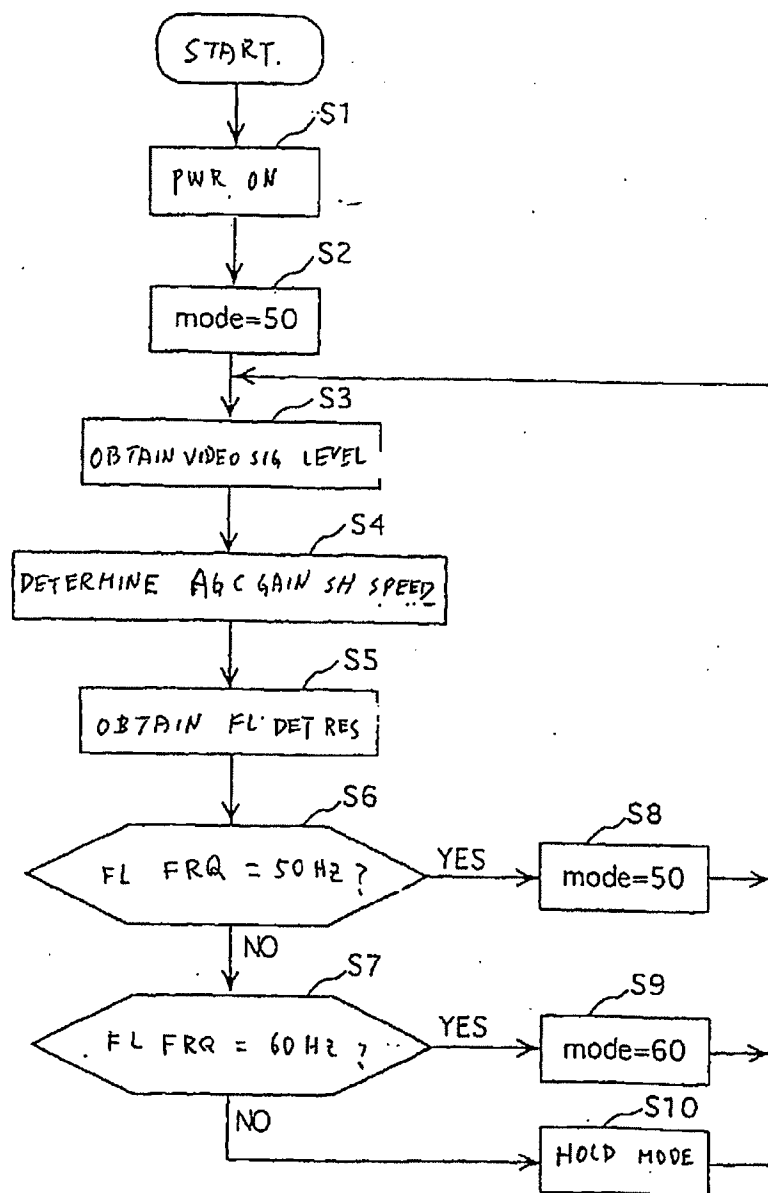 START.
S1
PWR ON
S2
mode=50
S3
OBTAIN VIDEO SIG LEVEL
S4
DETERMINE AGC GAIN SH SPEED
S5
OBTAIN FL DET RES
S6
FL FRQ = 50 HZ?
YES
S8
mode=50
NO
S7
FL FRQ = 60 HZ?
YES
S9
mode=60
NO
S10
HOLD MODE